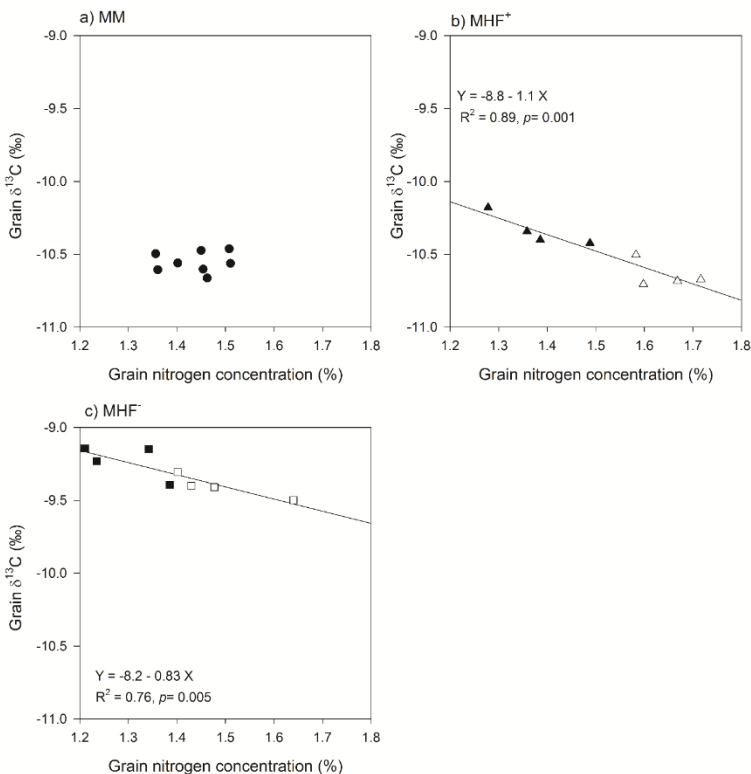 a) MM
-9.0
-9.5
-10.0
-10.5
-11.0
Grain δ¹³C (‰)
1.2 1.3 1.4 1.5 1.6 1.7 1.8
Grain nitrogen concentration (%)
b) MHF⁺
-9.0
-9.5
-10.0
-10.5
-11.0
Grain δ¹³C (‰)
Y = -8.8 - 1.1 X
R² = 0.89, p= 0.001
1.2 1.3 1.4 1.5 1.6 1.7 1.8
Grain nitrogen concentration (%)
c) MHF⁻
-9.0
-9.5
-10.0
-10.5
-11.0
Grain δ¹³C (‰)
Y = -8.2 - 0.83 X
R² = 0.76, p= 0.005
1.2 1.3 1.4 1.5 1.6 1.7 1.8
Grain nitrogen concentration (%)